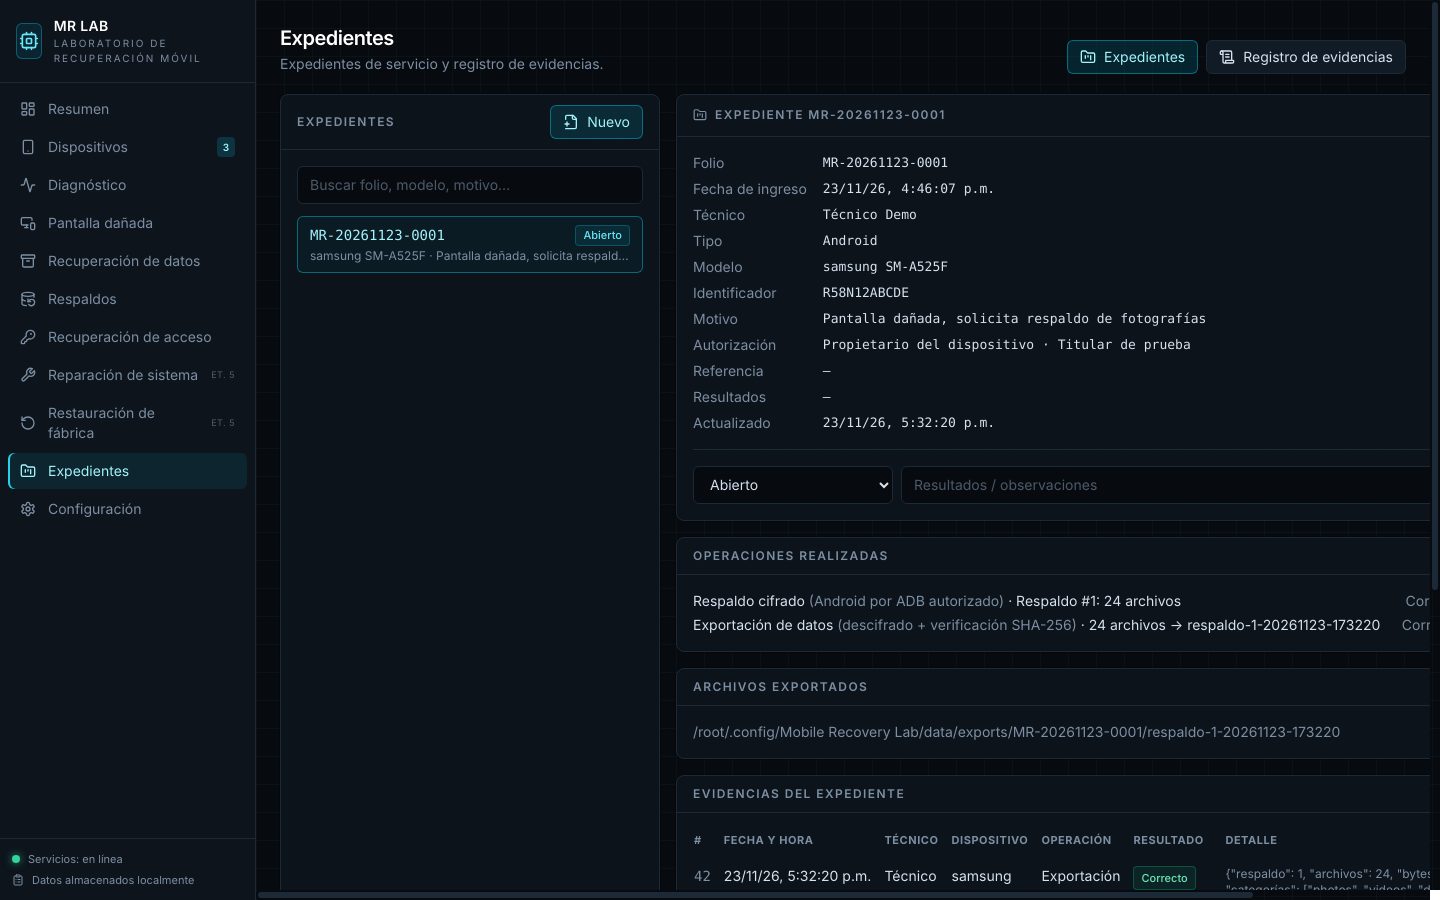 MR LAB
LABORATORIO DE
RECUPERACIÓN MÓVIL
Resumen
Dispositivos 3
Diagnóstico
Pantalla dañada
Recuperación de datos
Respaldos
Recuperación de acceso
Reparación de sistema ET. 5
Restauración de
fábrica ET. 5
Expedientes
Configuración
Servicios: en línea
Datos almacenados localmente
Expedientes
Expedientes de servicio y registro de evidencias.
Expedientes
Registro de evidencias
EXPEDIENTES
Nuevo
Buscar folio, modelo, motivo...
MR-20261123-0001 Abierto
samsung SM-A525F · Pantalla dañada, solicita respald...
EXPEDIENTE MR-20261123-0001
Folio MR-20261123-0001
Fecha de ingreso 23/11/26, 4:46:07 p.m.
Técnico Técnico Demo
Tipo Android
Modelo samsung SM-A525F
Identificador R58N12ABCDE
Motivo Pantalla dañada, solicita respaldo de fotografías
Autorización Propietario del dispositivo · Titular de prueba
Referencia —
Resultados —
Actualizado 23/11/26, 5:32:20 p.m.
Abierto
Resultados / observaciones
OPERACIONES REALIZADAS
Respaldo cifrado (Android por ADB autorizado) · Respaldo #1: 24 archivos Cor
Exportación de datos (descifrado + verificación SHA-256) · 24 archivos → respaldo-1-20261123-173220 Corr
ARCHIVOS EXPORTADOS
/root/.config/Mobile Recovery Lab/data/exports/MR-20261123-0001/respaldo-1-20261123-173220
EVIDENCIAS DEL EXPEDIENTE
# FECHA Y HORA TÉCNICO DISPOSITIVO OPERACIÓN RESULTADO DETALLE
42 23/11/26, 5:32:20 p.m. Técnico samsung Exportación Correcto {"respaldo": 1, "archivos": 24, "bytes
"categorías": ["photos", "videos", "d